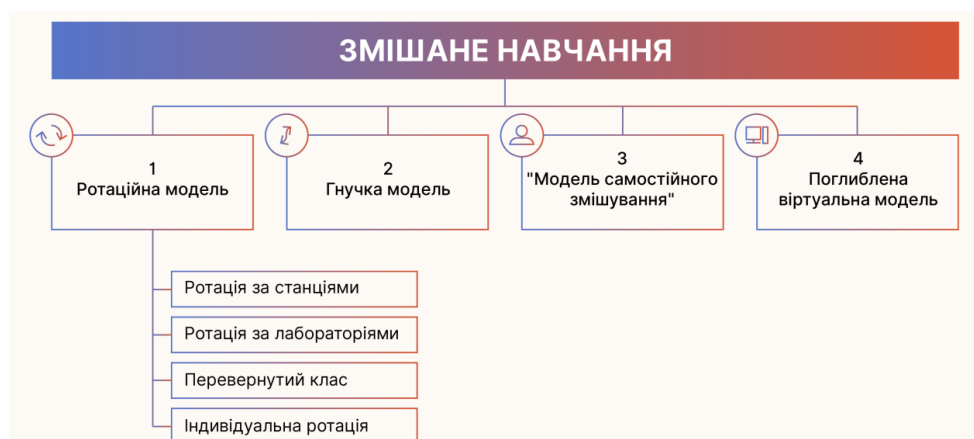 ЗМІШАНЕ НАВЧАННЯ
1
Ротаційна модель
2
Гнучка модель
3
"Модель самостійного
змішування"
4
Поглиблена
віртуальна модель
Ротація за станціями
Ротація за лабораторіями
Перевернутий клас
Індивідуальна ротація